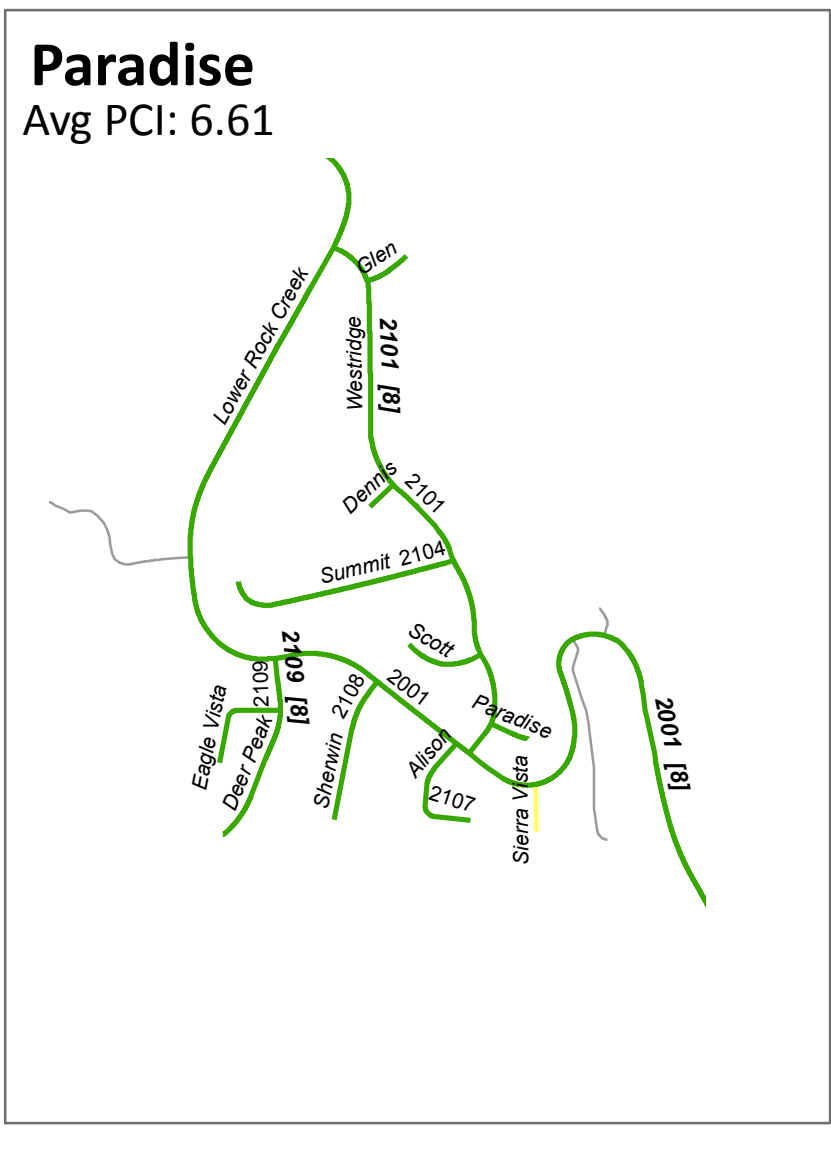 Paradise
Avg PCI: 6.61
Glen
Lower Rock Creek
Westridge
2101 [8]
Dennis
2101
Summit 2104
Scott
2109 [8]
2109
2108
2001
Eagle Vista
Deer Peak
Sherwin
Alison
Paradise
2107
Sierra Vista
2001 [8]